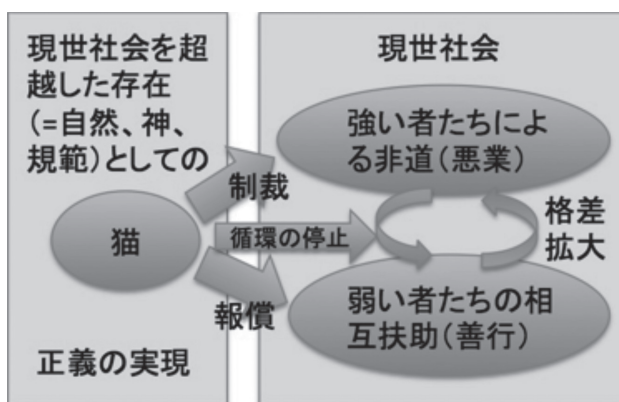 現世社会を超
越した存在
(=自然、神、
規範)としての
猫
正義の実現
制裁
循環の停止
報償
現世社会
強い者たちによ
る非道(悪業)
格差
拡大
弱い者たちの相
互扶助(善行)